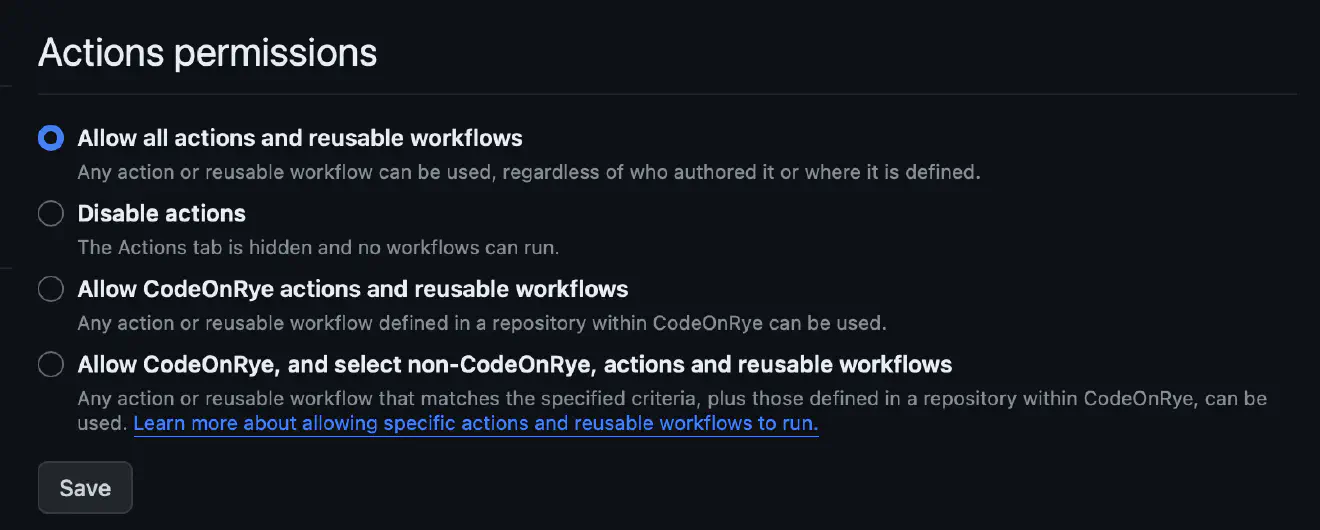 Actions permissions
Allow all actions and reusable workflows
Any action or reusable workflow can be used, regardless of who authored it or where it is defined.
Disable actions
The Actions tab is hidden and no workflows can run.
Allow CodeOnRye actions and reusable workflows
Any action or reusable workflow defined in a repository within CodeOnRye can be used.
Allow CodeOnRye, and select non-CodeOnRye, actions and reusable workflows
Any action or reusable workflow that matches the specified criteria, plus those defined in a repository within CodeOnRye, can be
used. Learn more about allowing specific actions and reusable workflows to run.
Save